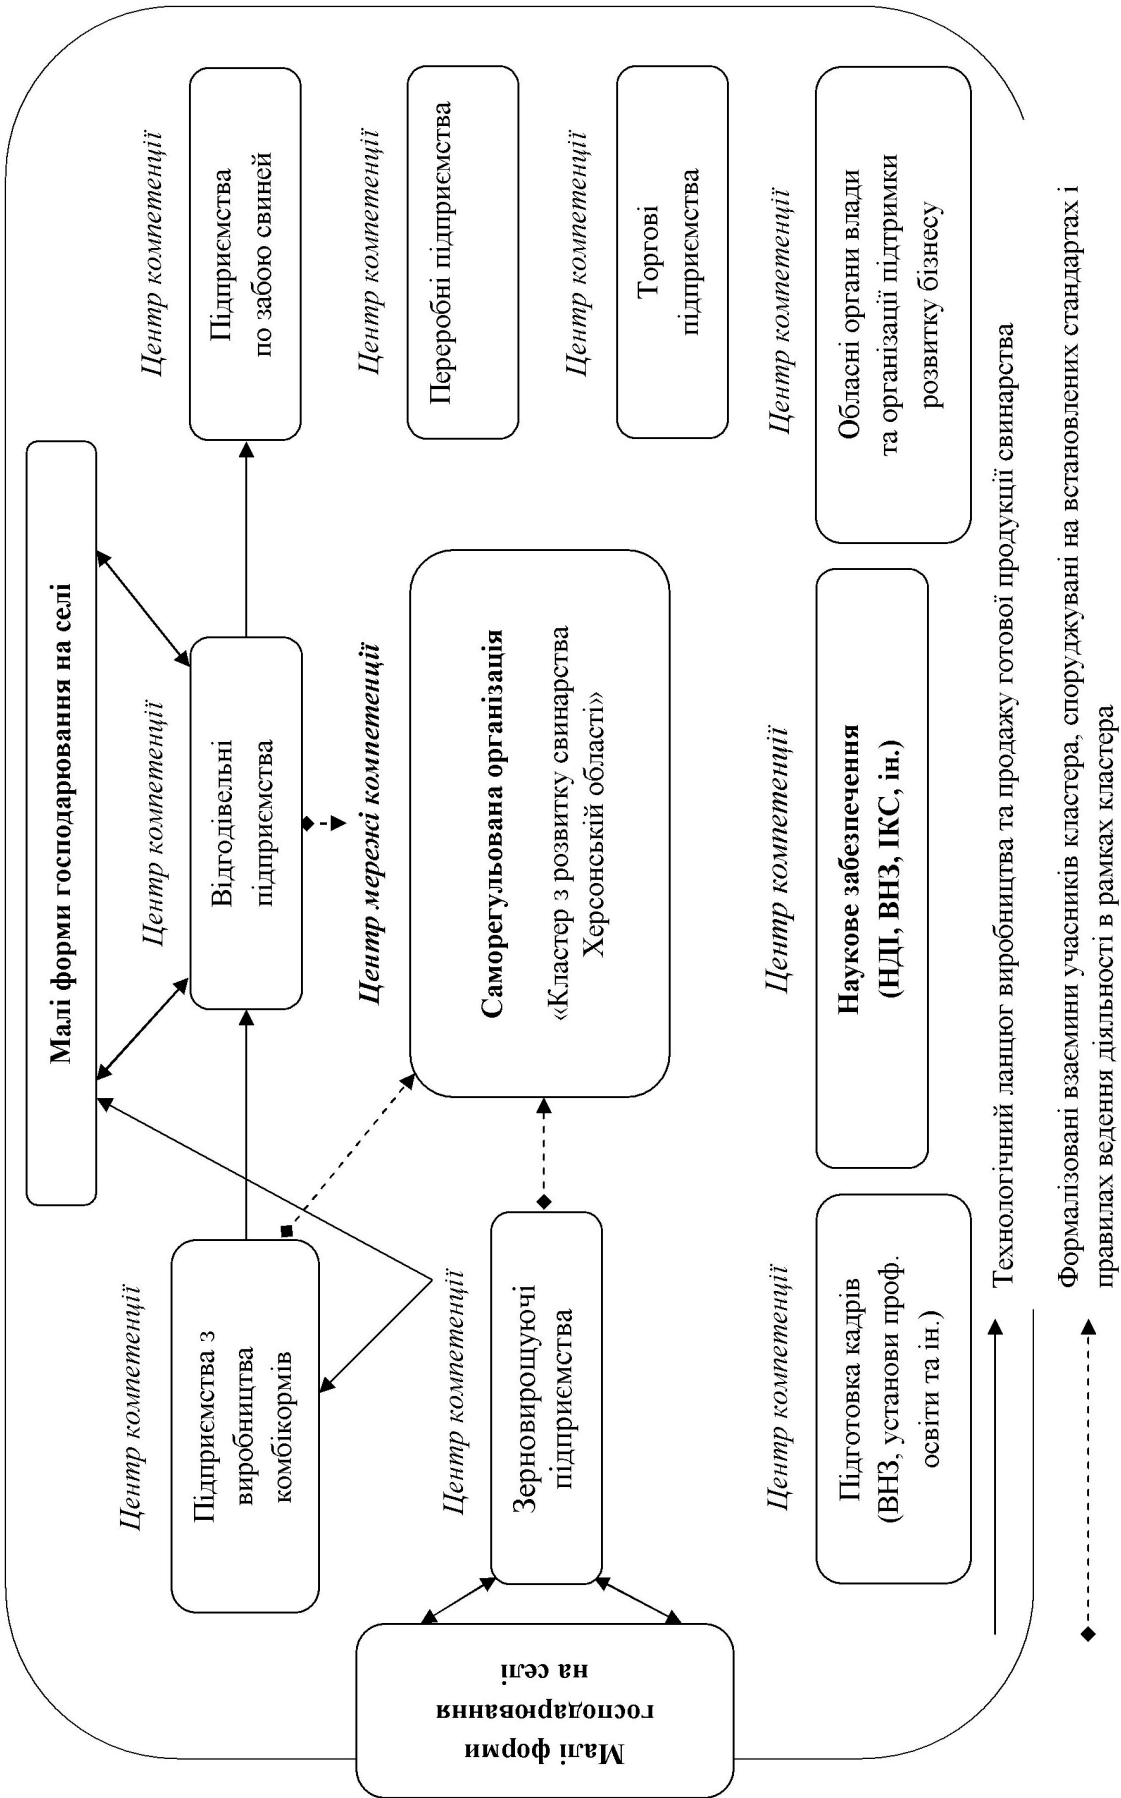 Малі форми господарювання на селі
Центр компетенції
Підприємства з
виробництва
комбікормів
Центр компетенції
Відгодівельні
підприємства
Центр компетенції
Підприємства
по забою свиней
Центр мережі компетенції
Центр компетенції
Переробні підприємства
Малі форми
господарювання
на селі
Центр компетенції
Зерновирощуючі
підприємства
Саморегульована організація
«Кластер з розвитку свинарства
Херсонській області»
Центр компетенції
Торгові
підприємства
Центр компетенції
Підготовка кадрів
(ВНЗ, установи проф.
освіти та ін.)
Центр компетенції
Наукове забезпечення
(НДІ, ВНЗ, ІКС, ін.)
Центр компетенції
Обласні органи влади
та організації підтримки
розвитку бізнесу
Технологічний ланцюг виробництва та продажу готової продукції свинарства
Формалізовані взаємини учасників кластера, споруджувані на встановлених стандартах і
правилах ведення діяльності в рамках кластера